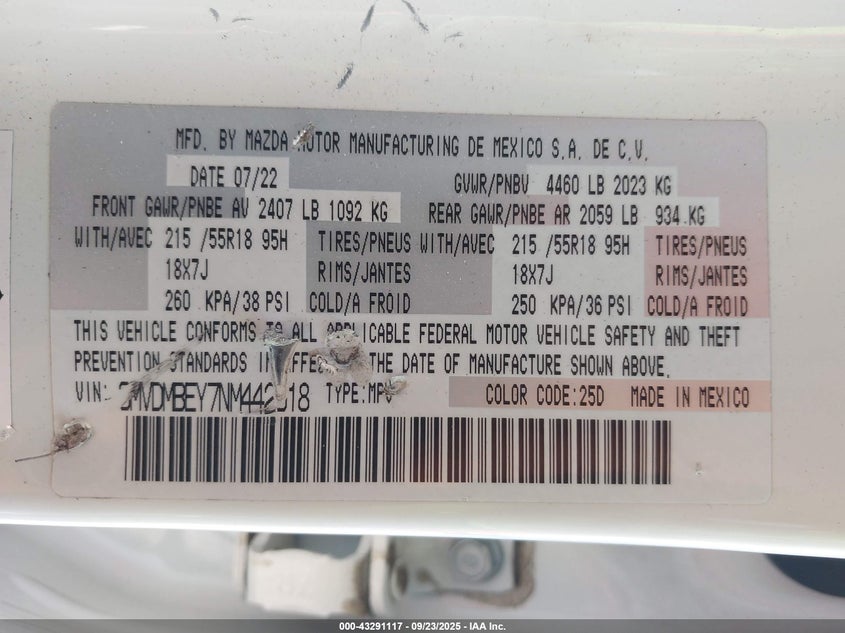 MFD. BY MAZDA MOTOR MANUFACTURING DE MEXICO S.A. DE C.V.
DATE 07/22 GVWR/PNBV 4460 LB 2023 KG
FRONT GAWR/PNBE AV 2407 LB 1092 KG REAR GAWR/PNBE AR 2059 LB 934 KG
WITH/AVEC 215 /55R18 95H TIRES/PNEUS WITH/AVEC 215 /55R18 95H TIRES/PNEUS
18X7J RIMS/JANTES 18X7J RIMS/JANTES
260 KPA/38 PSI COLD/A FROID 250 KPA/36 PSI COLD/A FROID
THIS VEHICLE CONFORMS TO ALL APPLICABLE FEDERAL MOTOR VEHICLE SAFETY AND THEFT
PREVENTION STANDARDS IN EFFECT THE DATE OF MANUFACTURE SHOWN ABOVE.
VIN: TYPE:MPV COLOR CODE:25D MADE IN MEXICO
000-43291117 - 09/23/2025 - IAA Inc.